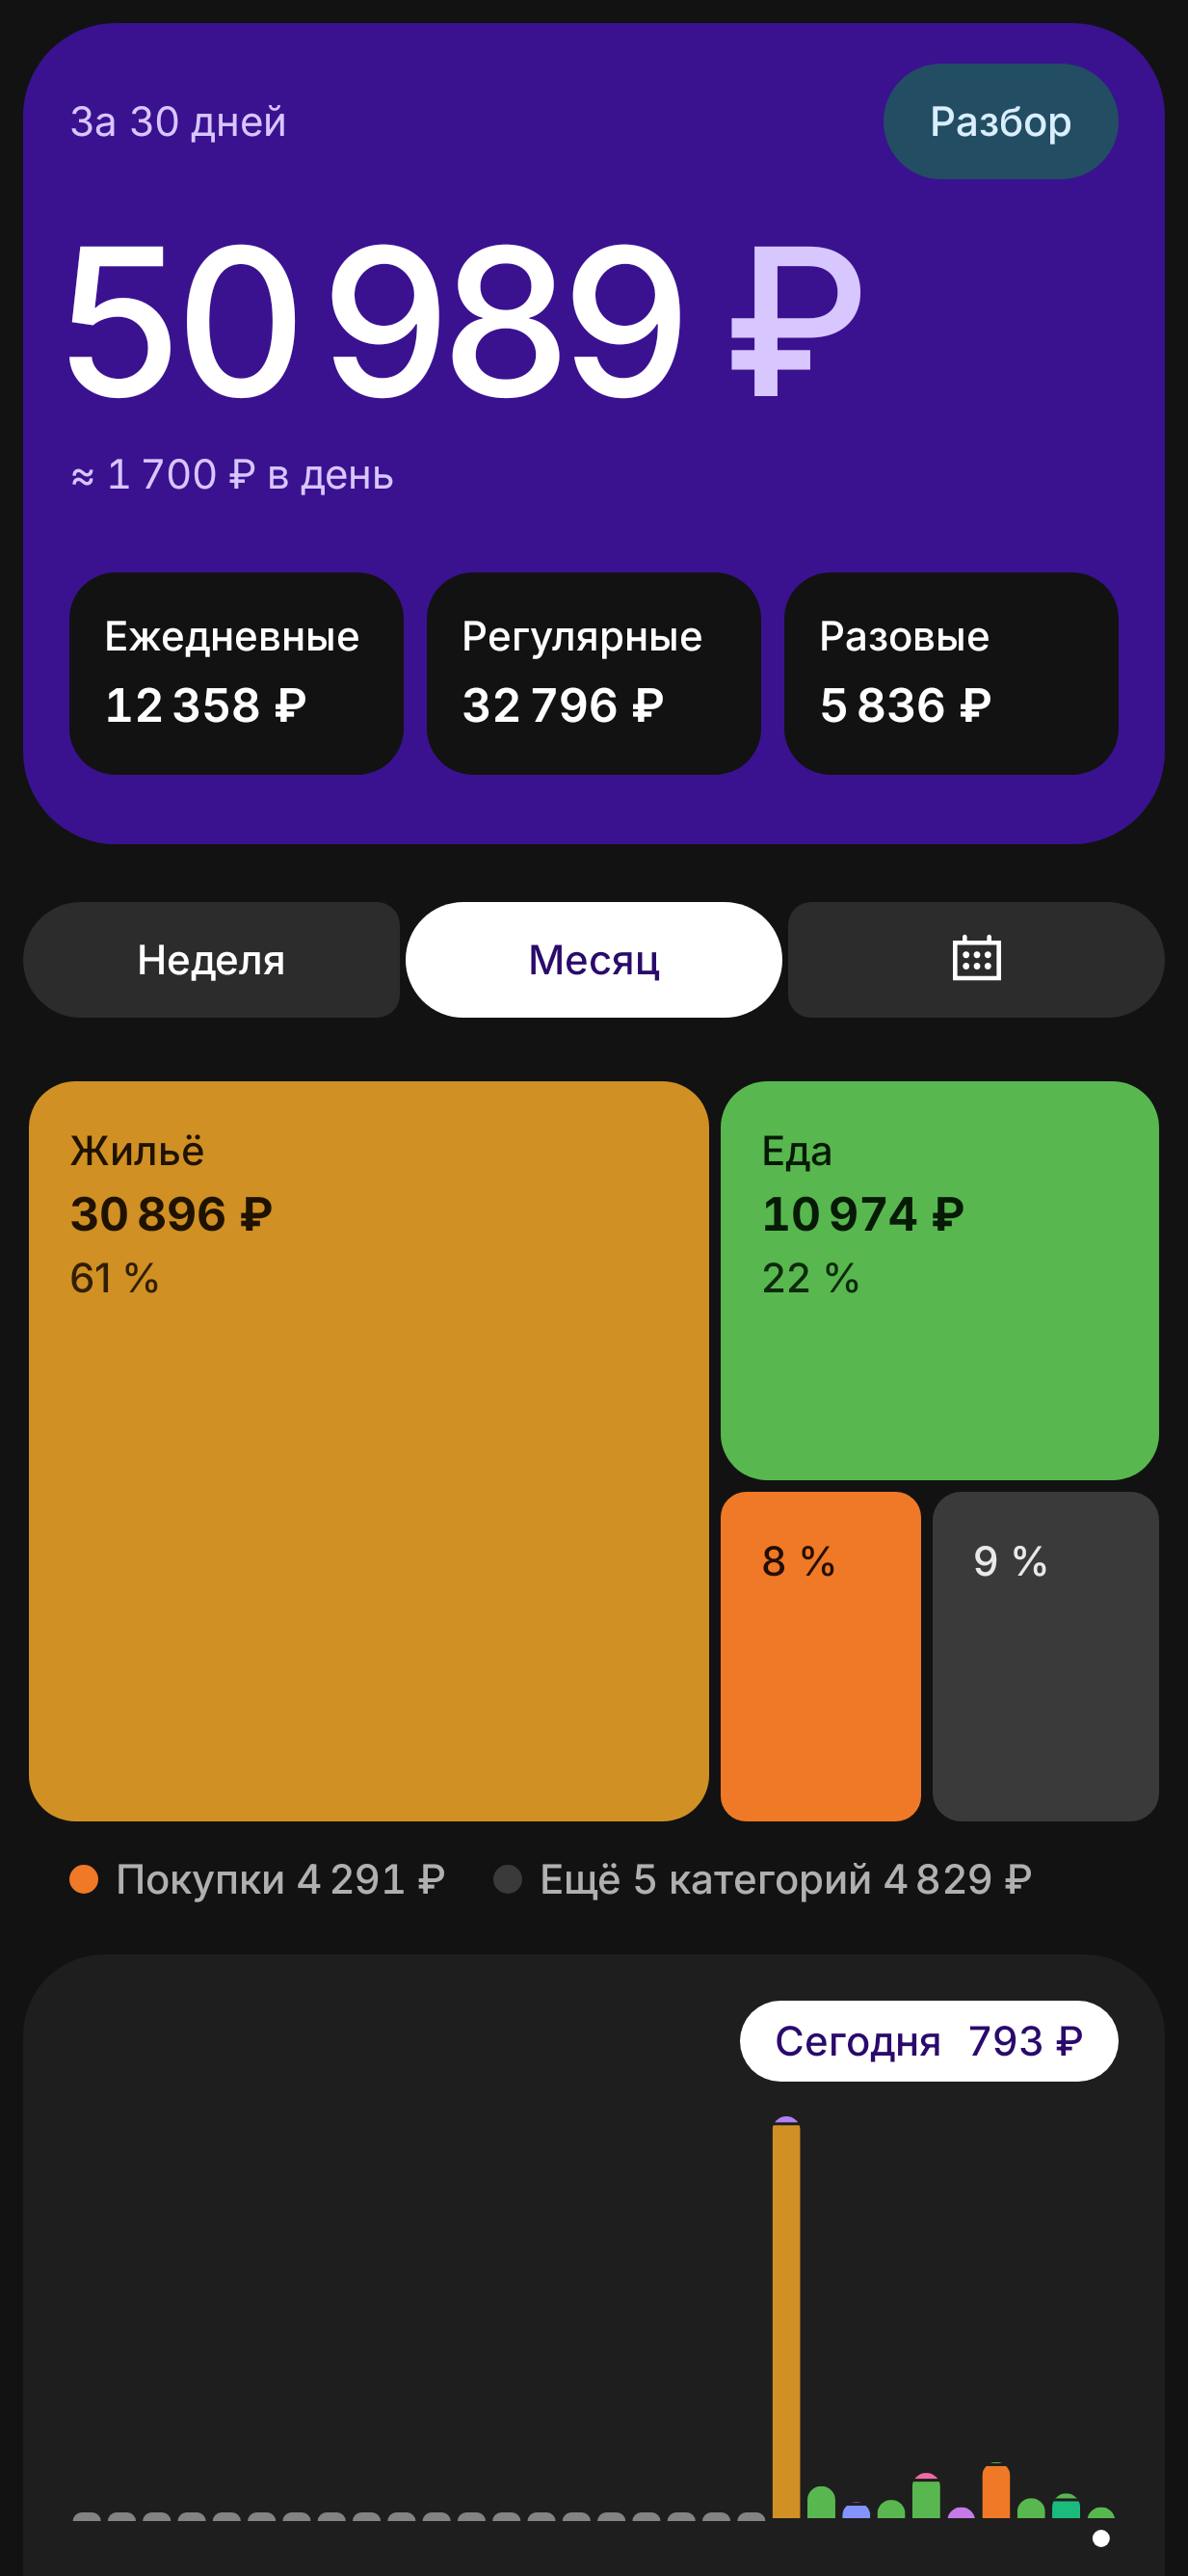 За 30 дней
Разбор
50 989 ₽
≈ 1 700 ₽ в день
Ежедневные
12 358 ₽
Регулярные
32 796 ₽
Разовые
5 836 ₽
Неделя
Месяц
Жильё
30 896 ₽
61 %
Еда
10 974 ₽
22 %
8 %
9 %
Покупки 4 291 ₽
Ещё 5 категорий 4 829 ₽
Сегодня 793 ₽